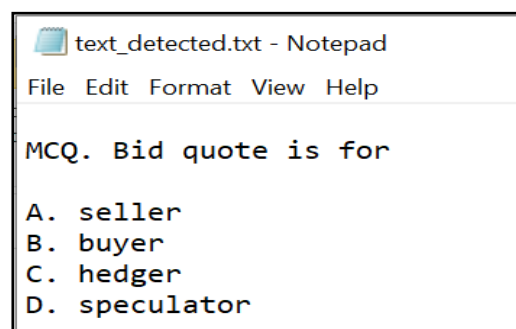 text_detected.txt - Notepad
File Edit Format View Help
MCQ. Bid quote is for
A. seller
B. buyer
C. hedger
D. speculator